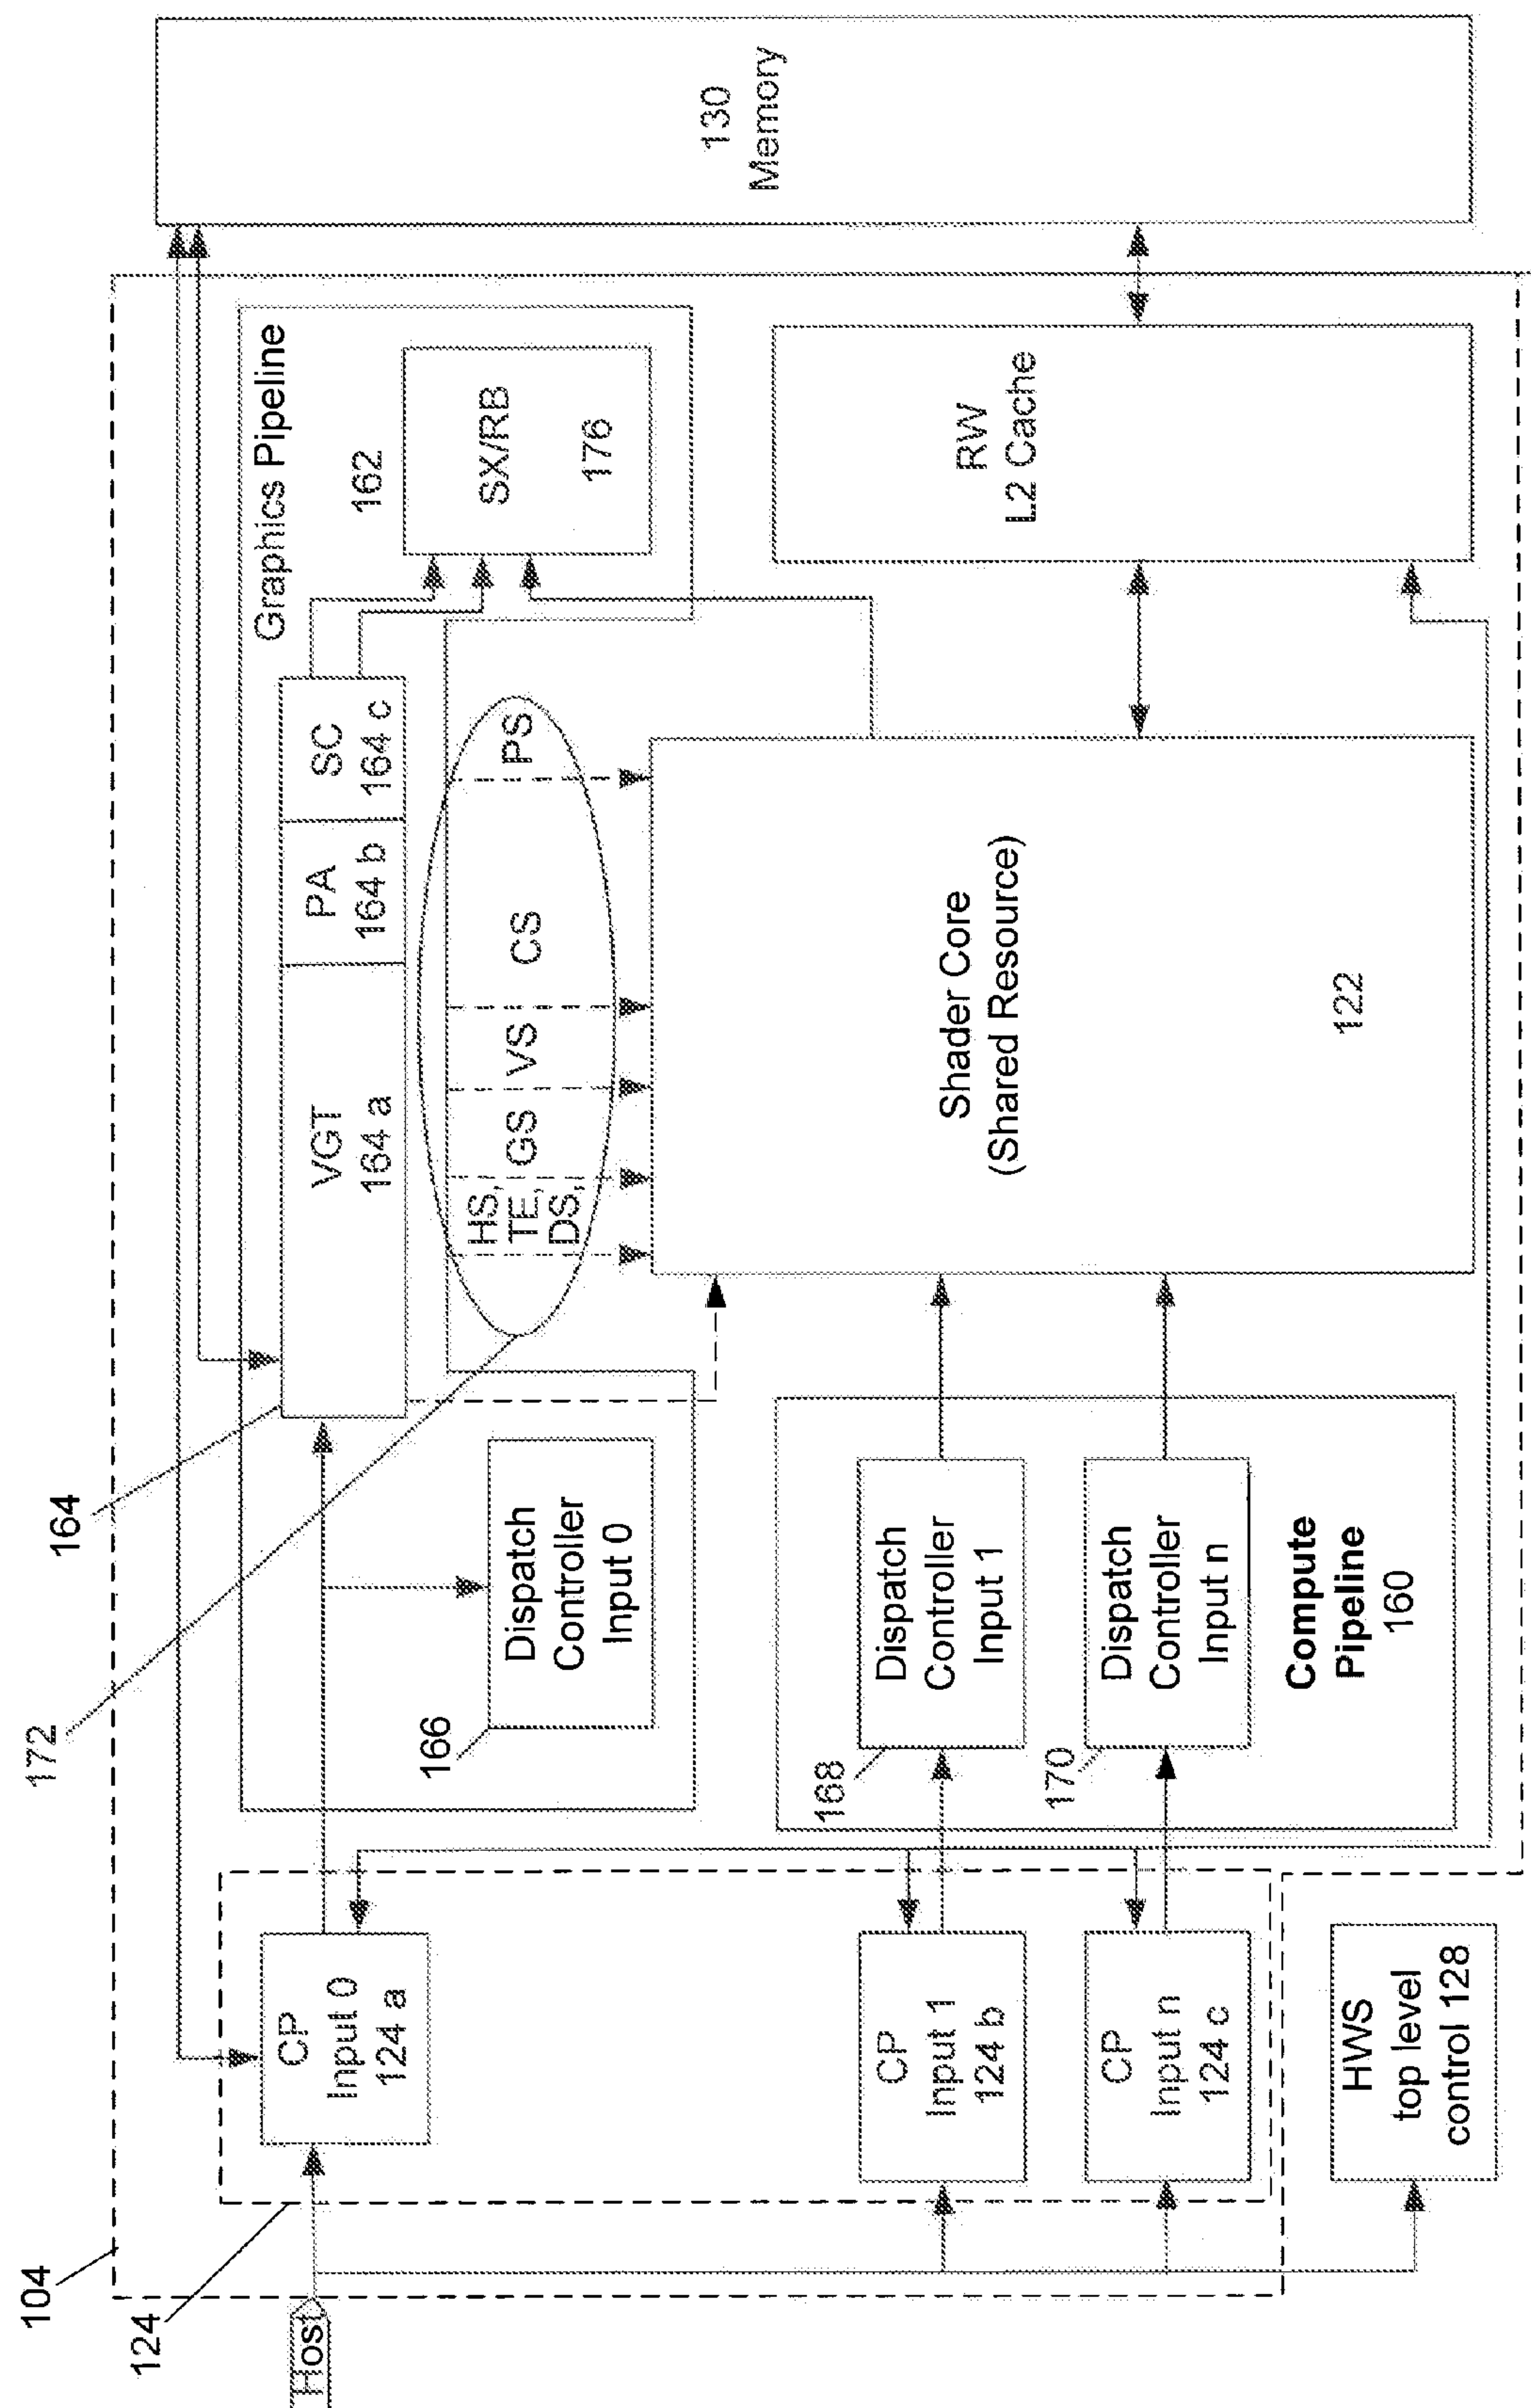 104
124
Host
CP
Input 0
124 a
CP
Input 1
124 b
CP
Input n
124 c
HWS
top level
control 128
172
164
166
Dispatch
Controller
Input 0
168
Dispatch
Controller
Input 1
170
Dispatch
Controller
Input n
Compute
Pipeline
160
Graphics Pipeline
162
VGT
164 a
PA
164 b
SC
164 c
HS,
TE,
DS,
GS
VS
CS
PS
SX/RB
176
Shader Core
(Shared Resource)
122
RW
L2 Cache
130
Memory